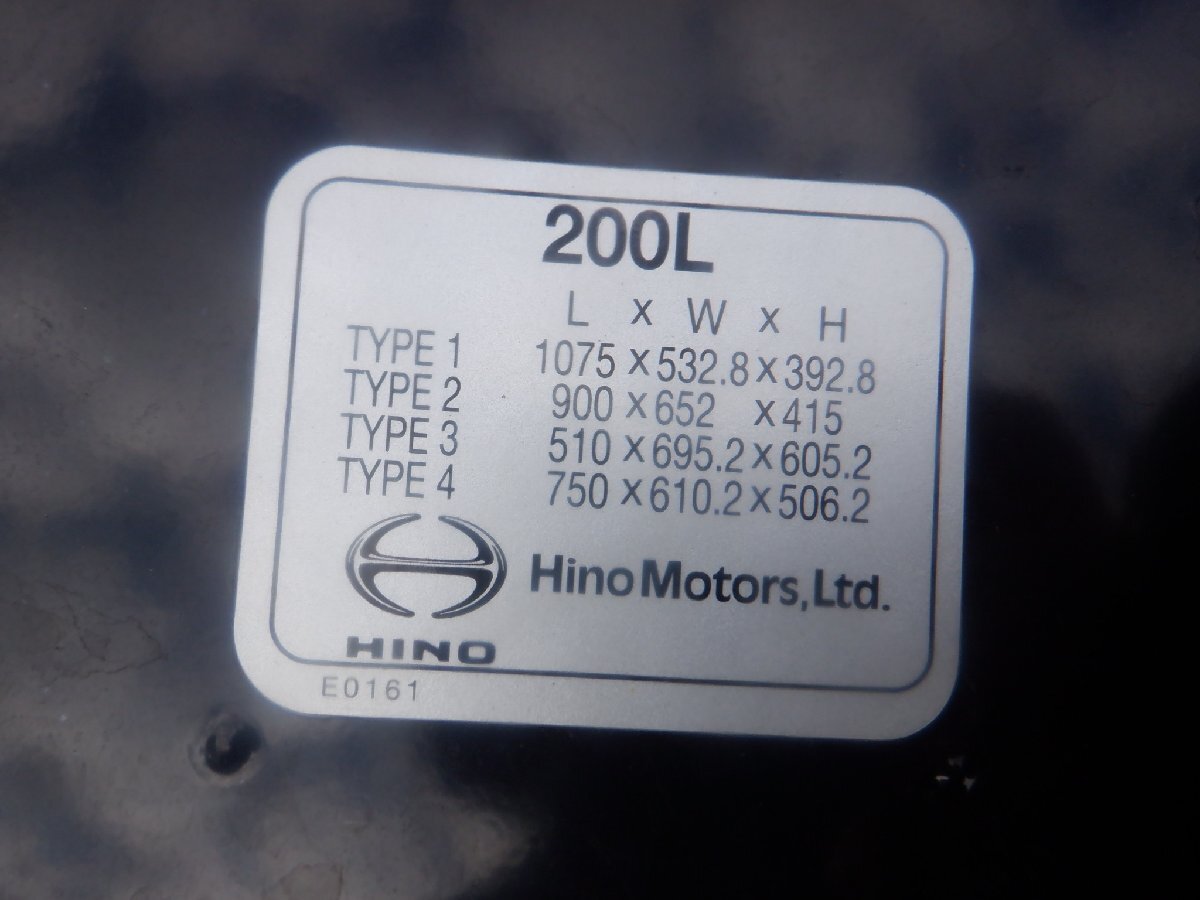 200L
L x W x H
TYPE 1 1075 x 532.8 x 392.8
TYPE 2 900 x 652 x 415
TYPE 3 510 x 695.2 x 605.2
TYPE 4 750 x 610.2 x 506.2
Hino Motors, Ltd.
HINO
E0161